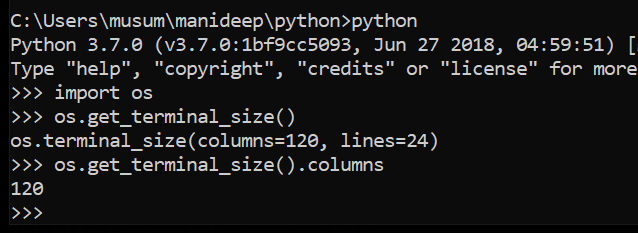 C:\Users\musum\manideep\python>python
Python 3.7.0 (v3.7.0:1bf9cc5093, Jun 27 2018, 04:59:51) [
Type "help", "copyright", "credits" or "license" for more
>>> import os
>>> os.get_terminal_size()
os.terminal_size(columns=120, lines=24)
>>> os.get_terminal_size().columns
120
>>>